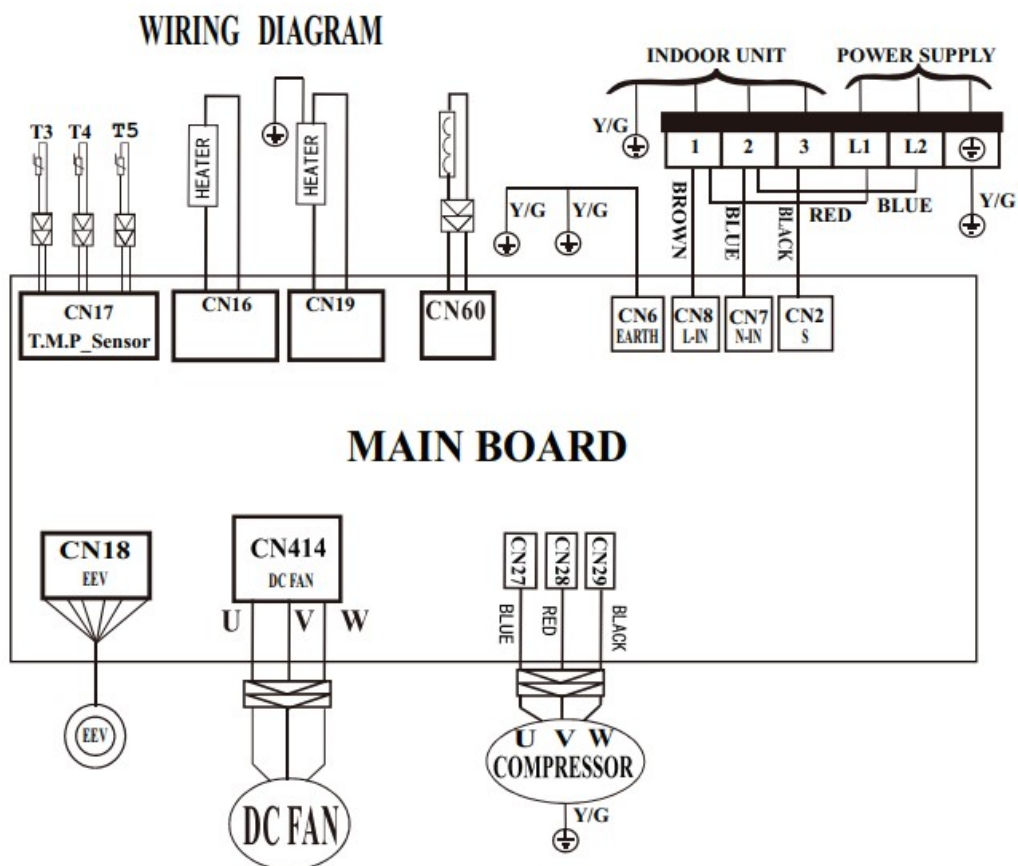 WIRING DIAGRAM
INDOOR UNIT
POWER SUPPLY
T3 T4 T5
HEATER
HEATER
Y/G
1 2 3 L1 L2
Y/G Y/G
BROWN
BLUE
BLACK
RED
BLUE
Y/G
CN17
T.M.P_Sensor
CN16
CN19
CN60
CN6
EARTH
CN8
L-IN
CN7
N-IN
CN2
S
MAIN BOARD
CN18
EEV
CN414
DC FAN
U V W
CN27
CN28
CN29
BLUE
RED
BLACK
EEV
DC FAN
U V W
COMPRESSOR
Y/G